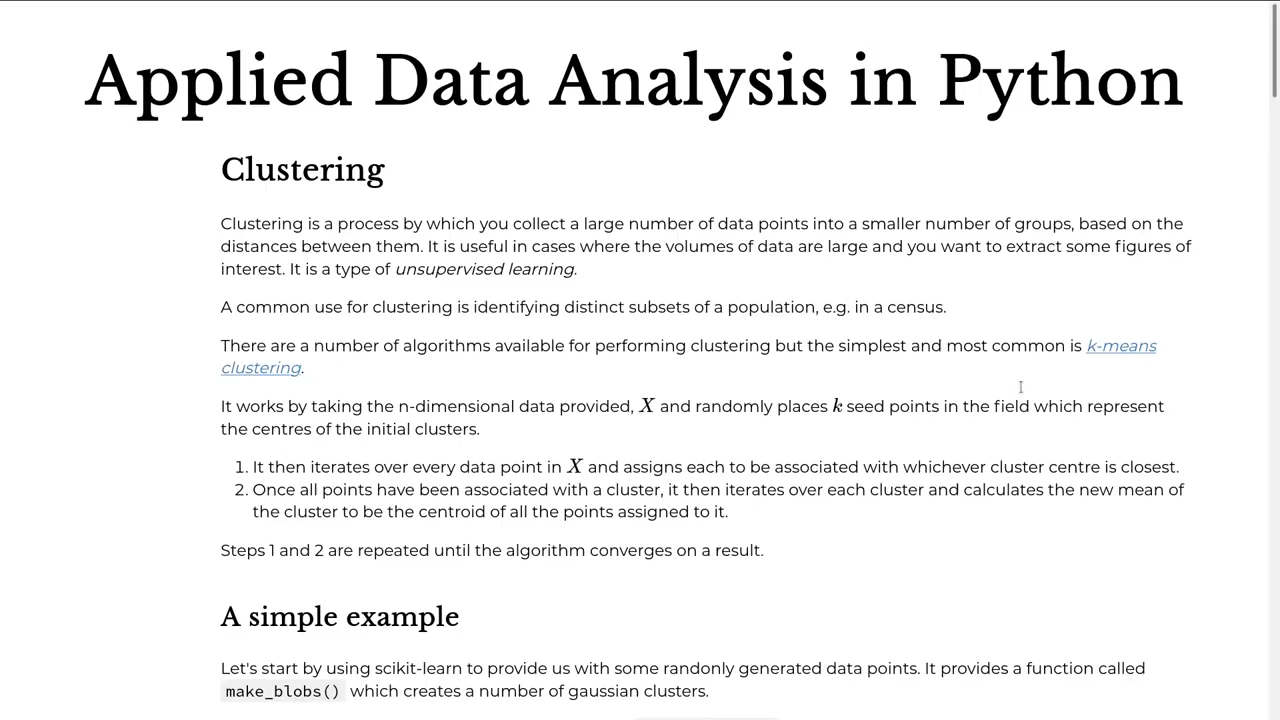 Applied Data Analysis in Python
Clustering
Clustering is a process by which you collect a large number of data points into a smaller number of groups, based on the
distances between them. It is useful in cases where the volumes of data are large and you want to extract some figures of
interest. It is a type of unsupervised learning.
A common use for clustering is identifying distinct subsets of a population, e.g. in a census.
There are a number of algorithms available for performing clustering but the simplest and most common is k-means
clustering.
It works by taking the n-dimensional data provided, X and randomly places k seed points in the field which represent
the centres of the initial clusters.
1. It then iterates over every data point in X and assigns each to be associated with whichever cluster centre is closest.
2. Once all points have been associated with a cluster, it then iterates over each cluster and calculates the new mean of
the cluster to be the centroid of all the points assigned to it.
Steps 1 and 2 are repeated until the algorithm converges on a result.
A simple example
Let's start by using scikit-learn to provide us with some randonly generated data points. It provides a function called
make_blobs() which creates a number of gaussian clusters.